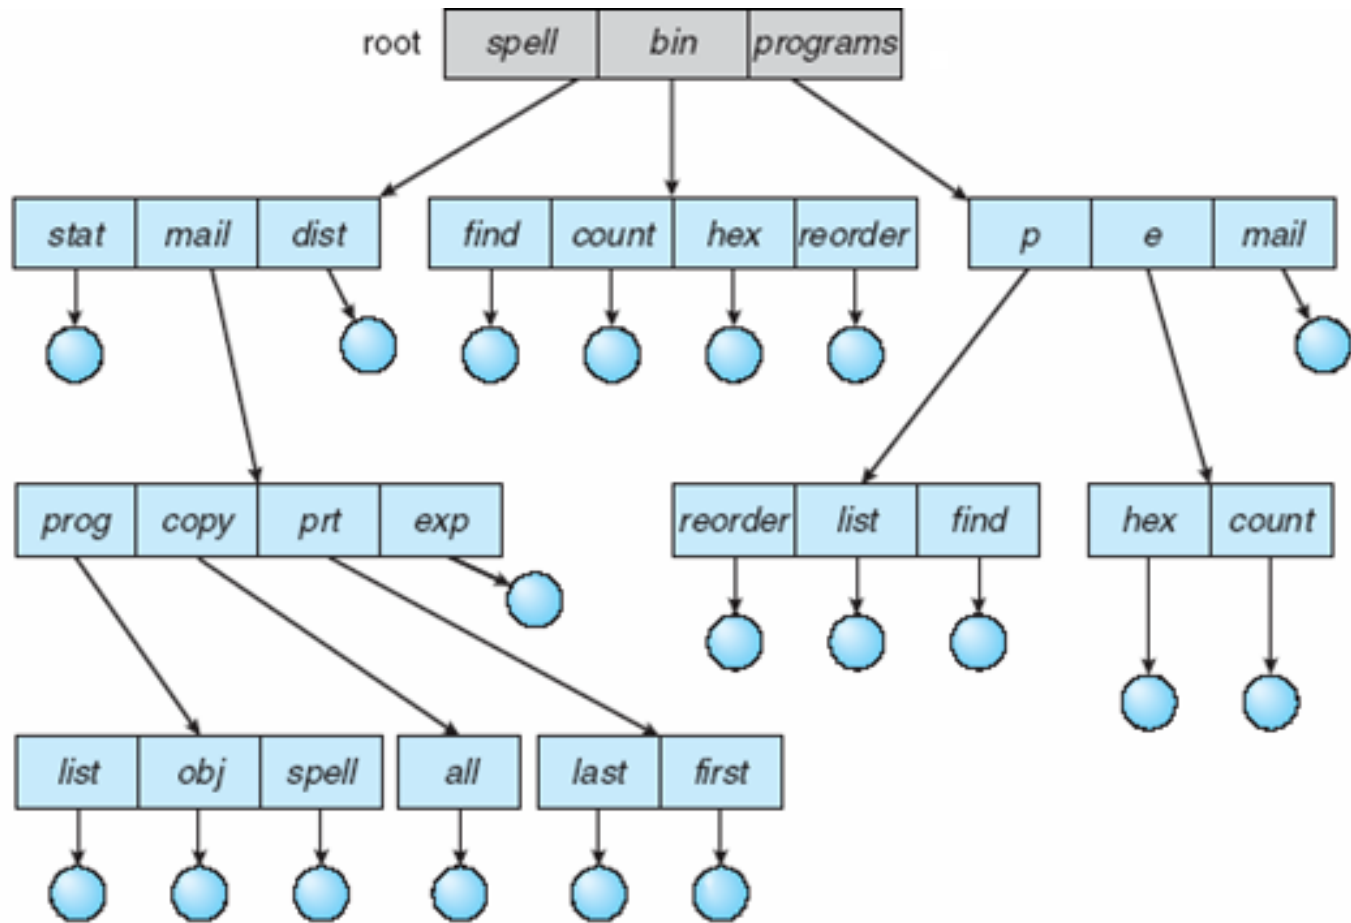 root spell bin programs
stat mail dist find count hex reorder p e mail
prog copy prt exp reorder list find hex count
list obj spell all last first